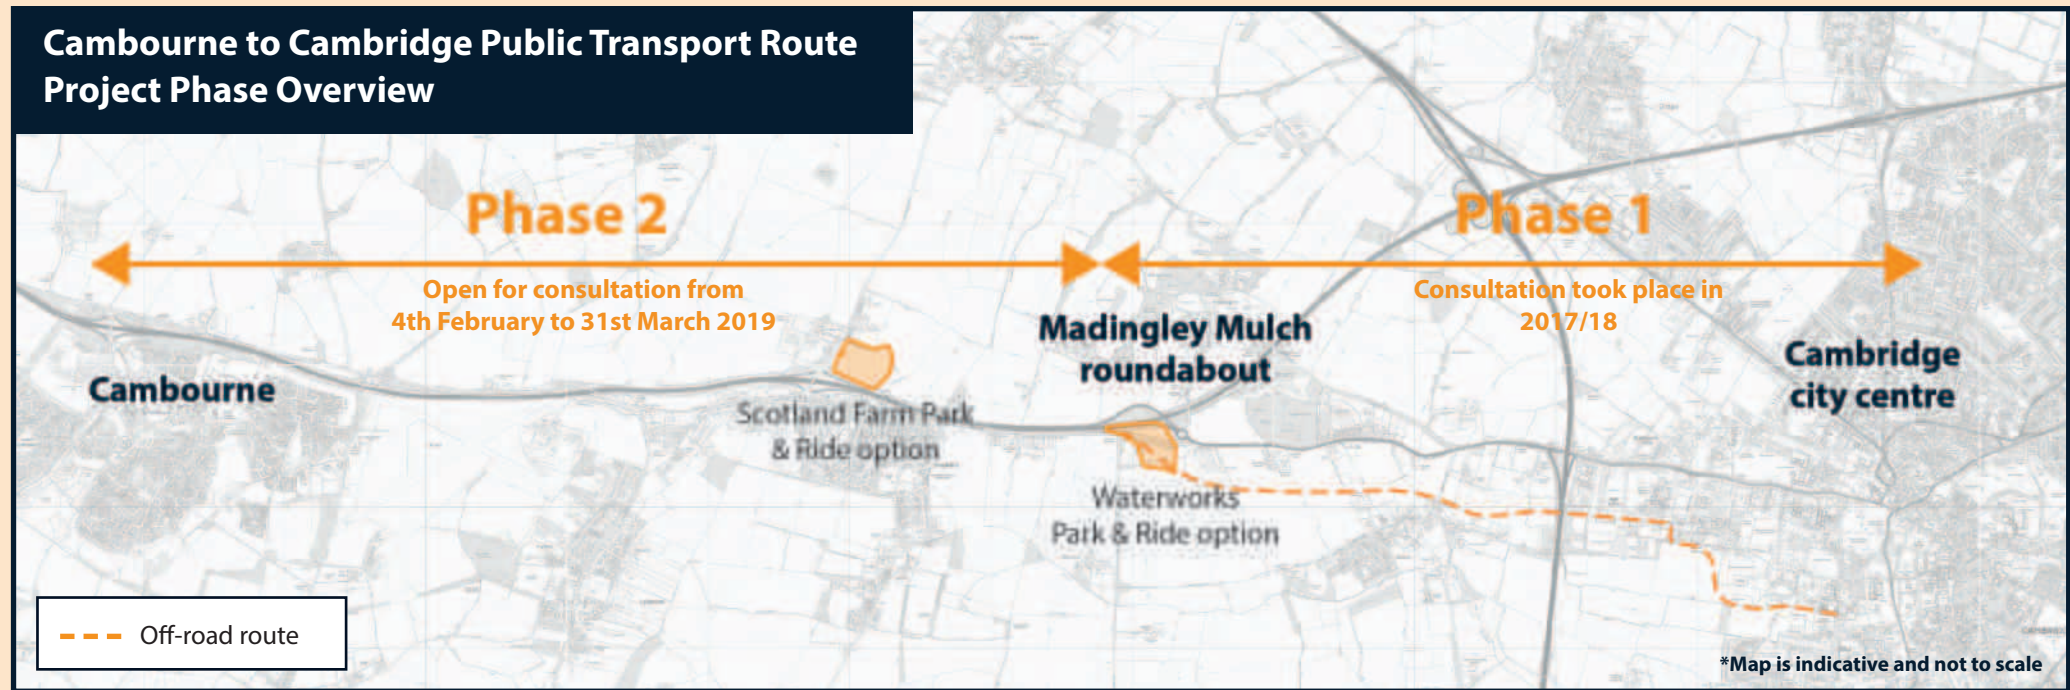 Cambourne to Cambridge Public Transport Route
Project Phase Overview
Phase 2
Open for consultation from
4th February to 31st March 2019
Phase 1
Consultation took place in
2017/18
Madingley Mulch
roundabout
Cambridge
city centre
Cambourne
Scotland Farm Park
& Ride option
Waterworks
Park & Ride option
Off-road route
*Map is indicative and not to scale